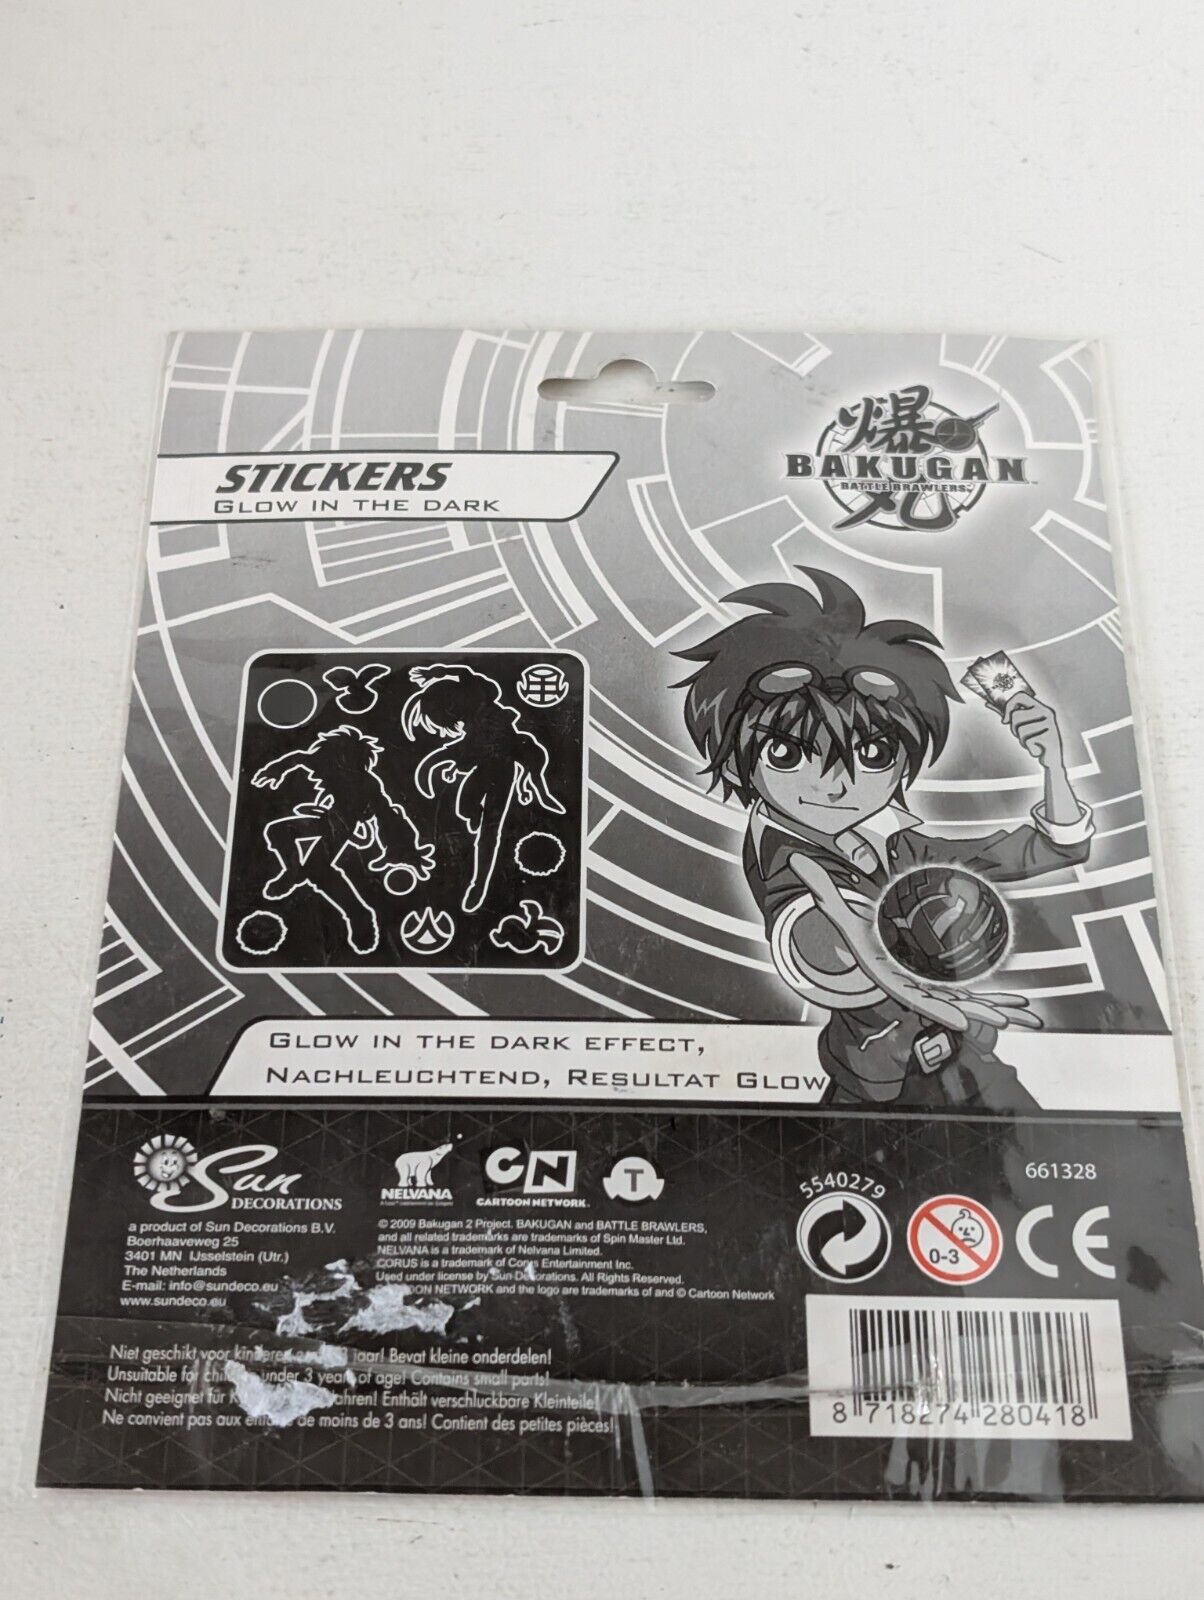 STICKERS
GLOW IN THE DARK
爆
BAKUGAN™
BATTLE BRAWLERS™
丸
GLOW IN THE DARK EFFECT,
NACHLEUCHTEND, RESULTAT GLOW
Sun
DECORATIONS
a product of Sun Decorations B.V.
Boerhaaveweg 25
3401 MN IJsselstein (Utr.)
The Netherlands
E-mail: info@sundeco.eu
www.sundeco.eu
NELVANA
CN
CARTOON NETWORK
T
© 2009 Bakugan 2 Project. BAKUGAN and BATTLE BRAWLERS,
and all related trademarks are trademarks of Spin Master Ltd.
NELVANA is a trademark of Nelvana Limited.
CORUS is a trademark of Corus Entertainment Inc.
Used under license by Sun Decorations. All Rights Reserved.
NETWORK and the logo are trademarks of and © Cartoon Network
5540279
0-3
661328
CE
Niet geschikt voor kinderen 3 jaar! Bevat kleine onderdelen!
Unsuitable for under 3 years of age! Contains small parts!
Nicht geeignet für Enthält verschluckbare Kleinteile!
Ne convient pas aux de moins de 3 ans! Contient des petites pièces!
8 718274 280418